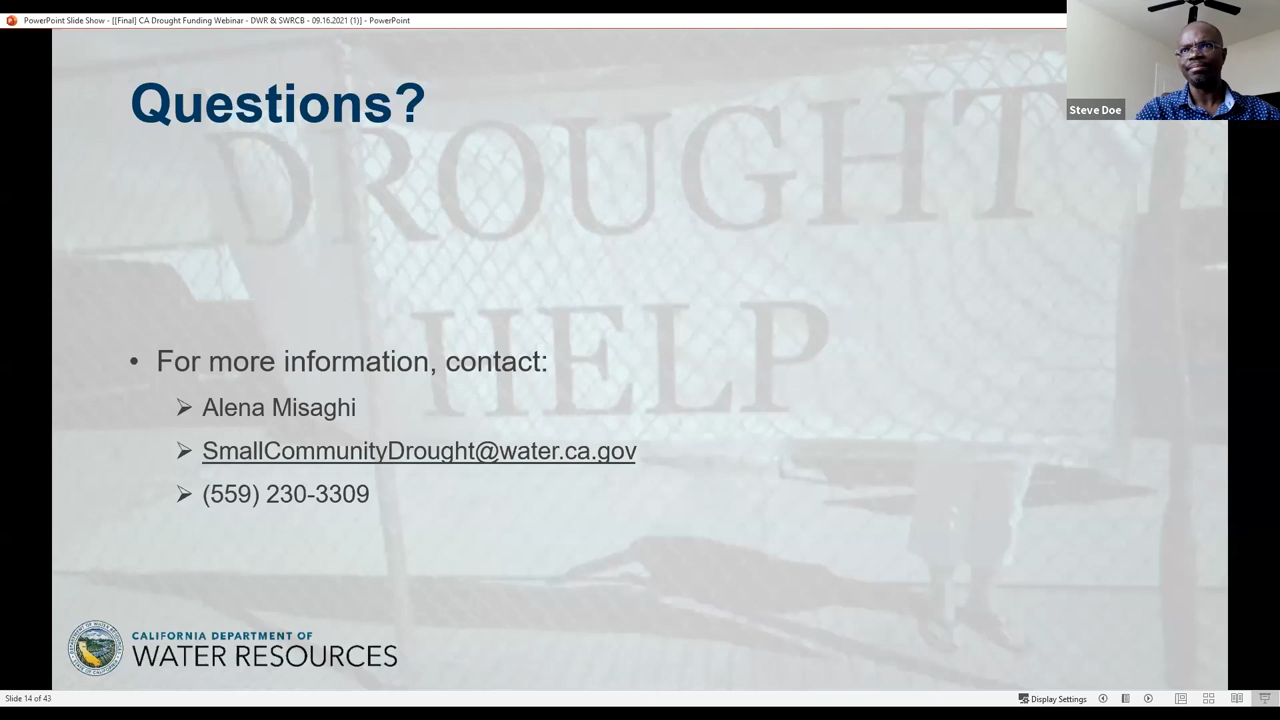 PowerPoint Slide Show - [[Final] CA Drought Funding Webinar - DWR & SWRCB - 09.16.2021 (1)] - PowerPoint
Steve Doe
Questions?
DROUGHT
HELP
• For more information, contact:
➢ Alena Misaghi
➢ SmallCommunityDrought@water.ca.gov
➢ (559) 230-3309
CALIFORNIA DEPARTMENT OF
WATER RESOURCES
Slide 14 of 43
Display Settings